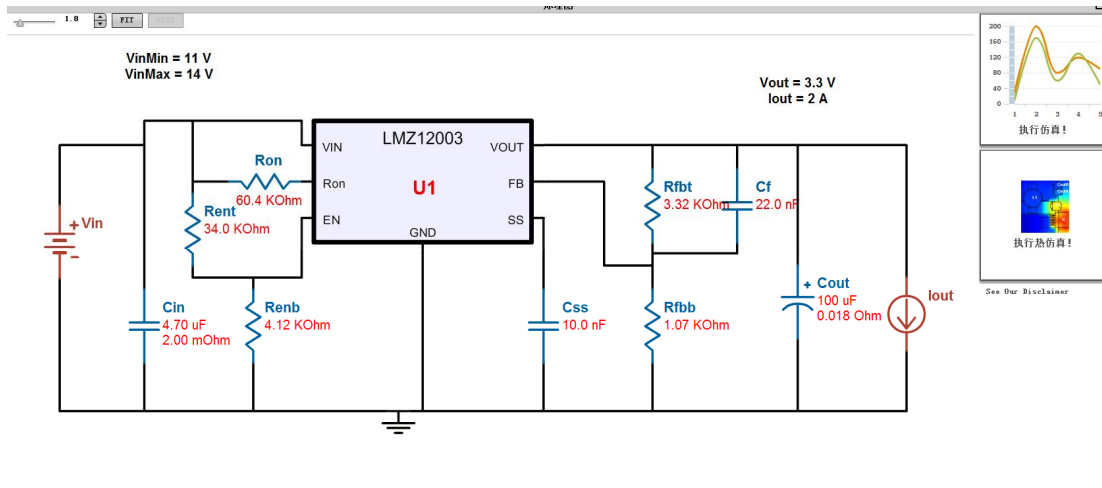 原理图
1.8
FIT
VinMin = 11 V
VinMax = 14 V
Vout = 3.3 V
Iout = 2 A
LMZ12003
U1
VIN
Ron
EN
GND
VOUT
FB
SS
Ron
60.4 KOhm
Rent
34.0 KOhm
Vin
Cin
4.70 uF
2.00 mOhm
Renb
4.12 KOhm
Css
10.0 nF
Rfbt
3.32 KOhm
Cf
22.0 nF
Rfbb
1.07 KOhm
Cout
100 uF
0.018 Ohm
Iout
200
160
120
80
40
0
1 2 3 4 5
执行仿真!
执行热仿真!
See Our Disclaimer